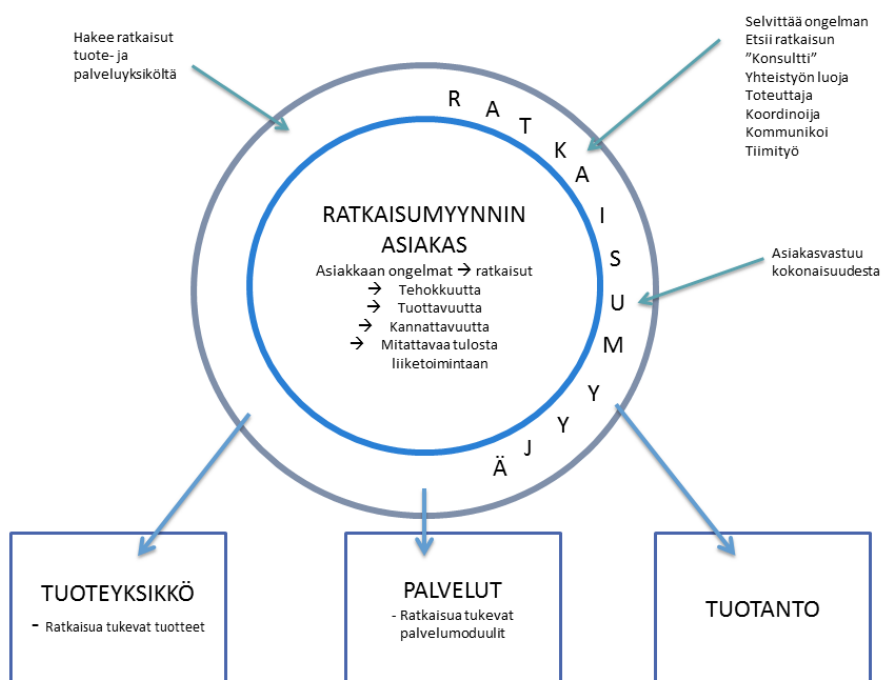 Hakee ratkaisut
tuote- ja
palveluyksiköltä
Selvittää ongelman
Etsii ratkaisun
”Konsultti”
Yhteistyön luoja
Toteuttaja
Koordinoija
Kommunikoi
Tiimityö
R A T K A I S U M Y Y J Ä
RATKAISUMYYNNIN
ASIAKAS
Asiakkaan ongelmat → ratkaisut
→ Tehokkuutta
→ Tuottavuutta
→ Kannattavuutta
→ Mitattavaa tulosta
liiketoimintaan
Asiakasvastuu
kokonaisuudesta
TUOTEYKSIKKÖ
- Ratkaisua tukevat tuotteet
PALVELUT
- Ratkaisua tukevat
palvelumoduulit
TUOTANTO